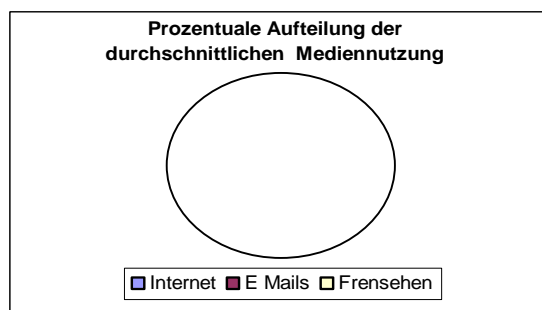 Prozentuale Aufteilung der
durchschnittlichen Mediennutzung
Internet E Mails Frensehen